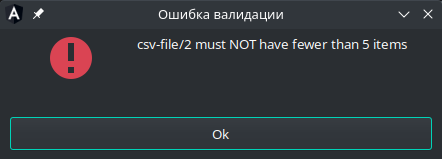 Ошибка валидации
csv-file/2 must NOT have fewer than 5 items
Ok